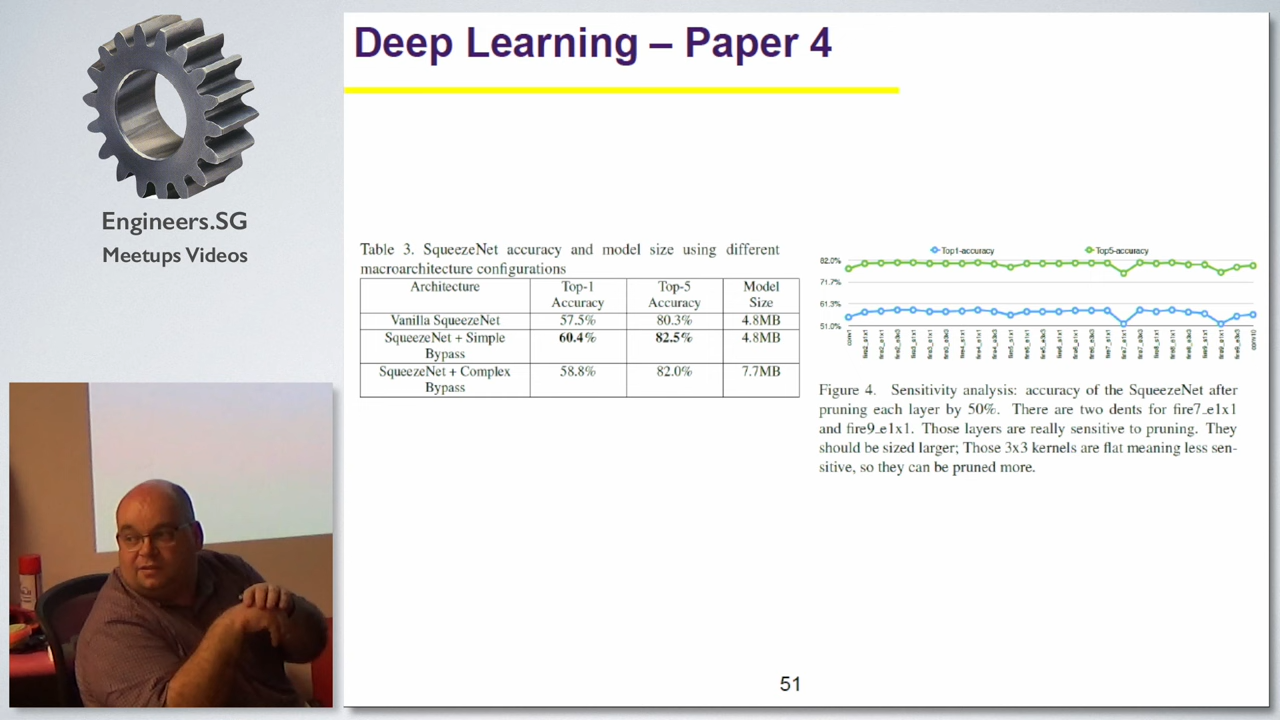 Deep Learning – Paper 4
Engineers.SG
Meetups Videos
Table 3. SqueezeNet accuracy and model size using different
macroarchitecture configurations
Architecture Top-1 Accuracy Top-5 Accuracy Model Size
Vanilla SqueezeNet 57.5% 80.3% 4.8MB
SqueezeNet + Simple Bypass 60.4% 82.5% 4.8MB
SqueezeNet + Complex Bypass 58.8% 82.0% 7.7MB
Top1-accuracy Top5-accuracy
82.0%
71.7%
61.3%
51.0%
Figure 4. Sensitivity analysis: accuracy of the SqueezeNet after
pruning each layer by 50%. There are two dents for fire7_e1x1
and fire9_e1x1. Those layers are really sensitive to pruning. They
should be sized larger; Those 3x3 kernels are flat meaning less sen-
sitive, so they can be pruned more.
51